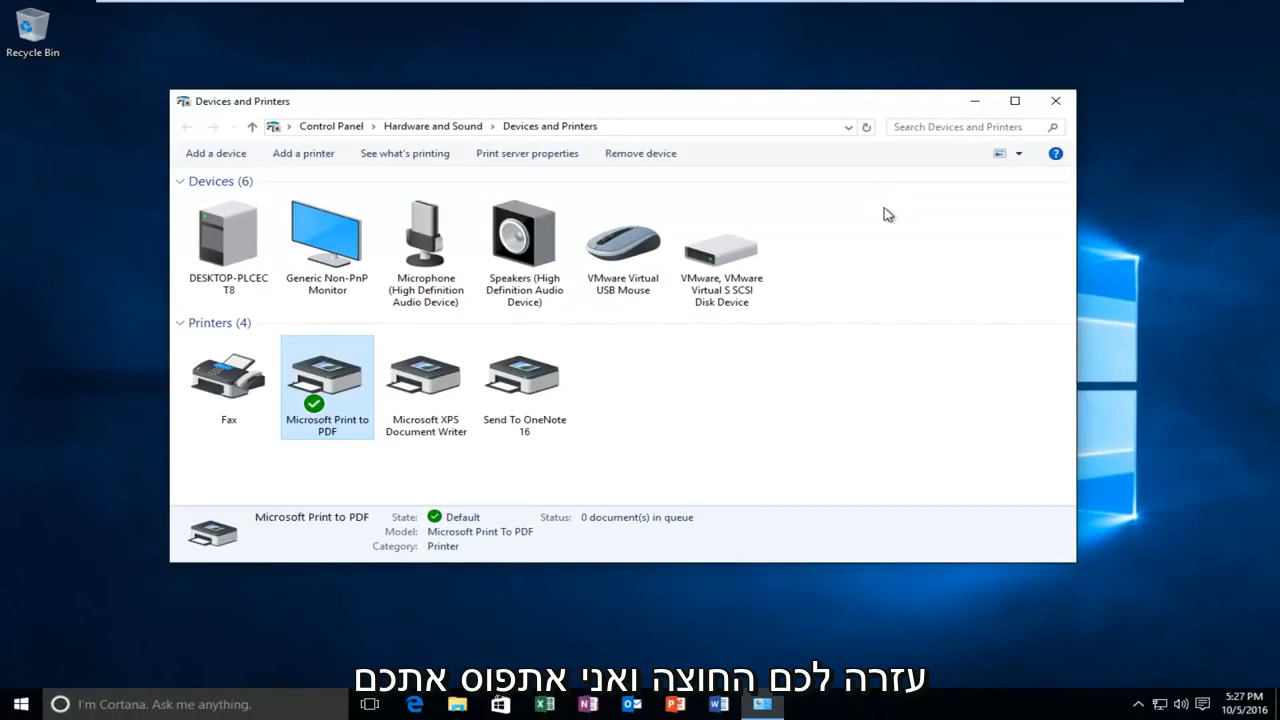 Recycle Bin
Devices and Printers
Control Panel > Hardware and Sound > Devices and Printers
Search Devices and Printers
Add a device Add a printer See what's printing Print server properties Remove device
Devices (6)
DESKTOP-PLCEC
T8
Generic Non-PnP
Monitor
Microphone
(High Definition
Audio Device)
Speakers (High
Definition Audio
Device)
VMware Virtual
USB Mouse
VMware, VMware
Virtual S SCSI
Disk Device
Printers (4)
Fax
Microsoft Print to
PDF
Microsoft XPS
Document Writer
Send To OneNote
16
Microsoft Print to PDF State: Default Status: 0 document(s) in queue
Model: Microsoft Print To PDF
Category: Printer
עזרה לכם החוצה ואני אתפוס אתכם
I'm Cortana. Ask me anything.
5:27 PM
10/5/2016